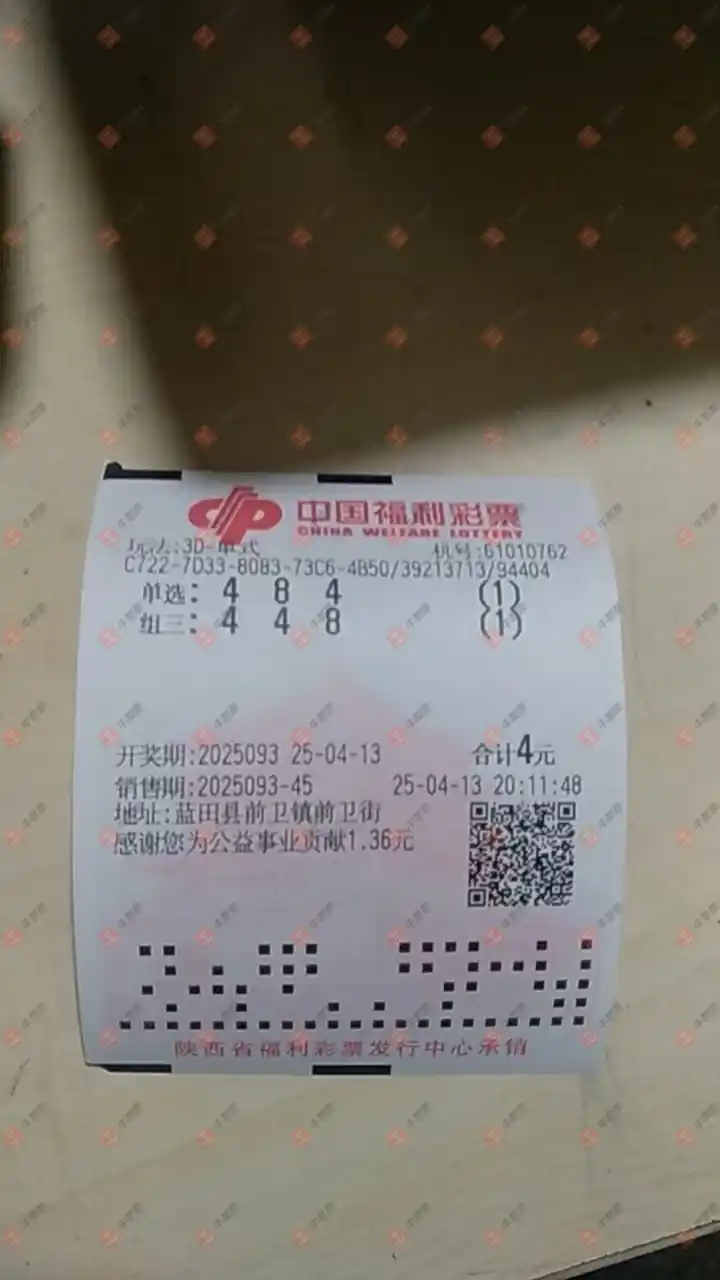 中国福利彩票
CHINA WELFARE LOTTERY
玩法:3D-单式 机号:61010762
C722-7D33-8083-73C6-4B50/39213713/94404
单选: 4 8 4 (1)
组三: 4 4 8 (1)
开奖期:2025093 25-04-13 合计4元
销售期:2025093-45 25-04-13 20:11:48
地址:蓝田县前卫镇前卫街
感谢您为公益事业贡献1.36元
陕西省福利彩票发行中心承销